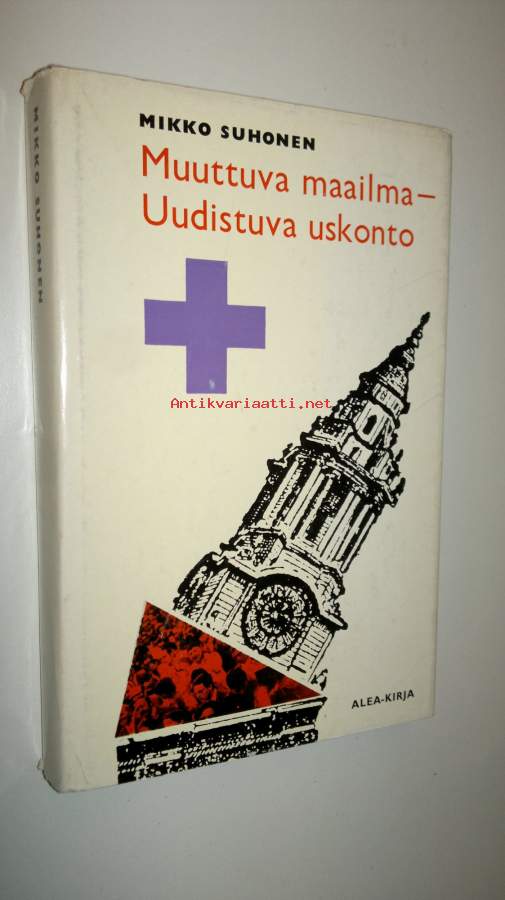 MIKKO SUHONEN
MIKKO SUHONEN
Muuttuva maailma –
Uudistuva uskonto
Antikvariaatti.net
ALEA-KIRJA